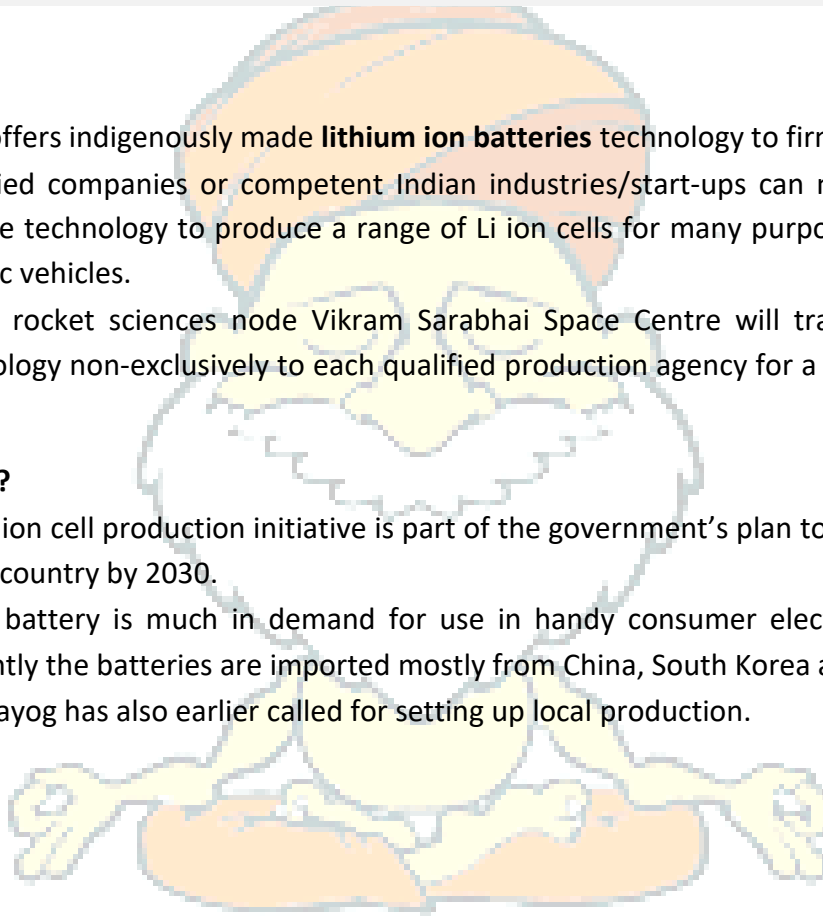 offers indigenously made lithium ion batteries technology to fir
ied companies or competent Indian industries/start-ups can
e technology to produce a range of Li ion cells for many purpo
c vehicles.
rocket sciences node Vikram Sarabhai Space Centre will tra
ology non-exclusively to each qualified production agency for a
?
ion cell production initiative is part of the government's plan to
country by 2030.
battery is much in demand for use in handy consumer elec
ntly the batteries are imported mostly from China, South Korea a
ayog has also earlier called for setting up local production.